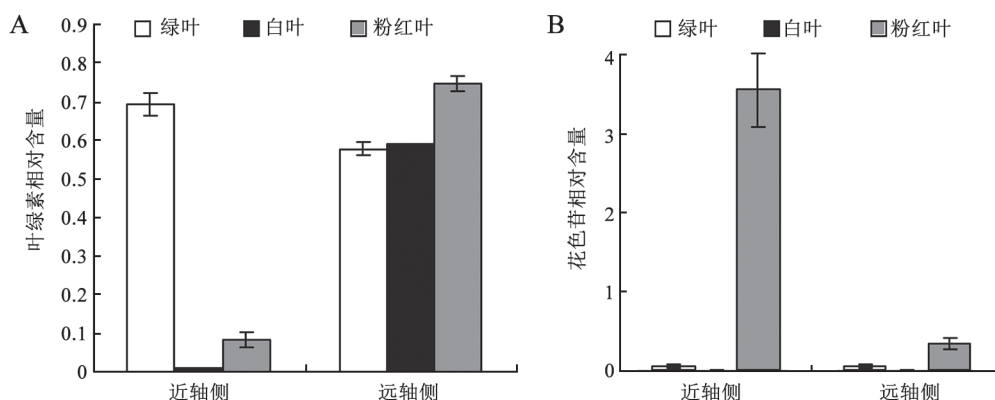 A
绿叶 白叶 粉红叶
叶绿素相对含量
0.9
0.8
0.7
0.6
0.5
0.4
0.3
0.2
0.1
0
近轴侧 远轴侧
B
绿叶 白叶 粉红叶
花色苷相对含量
4
3
2
1
0
近轴侧 远轴侧